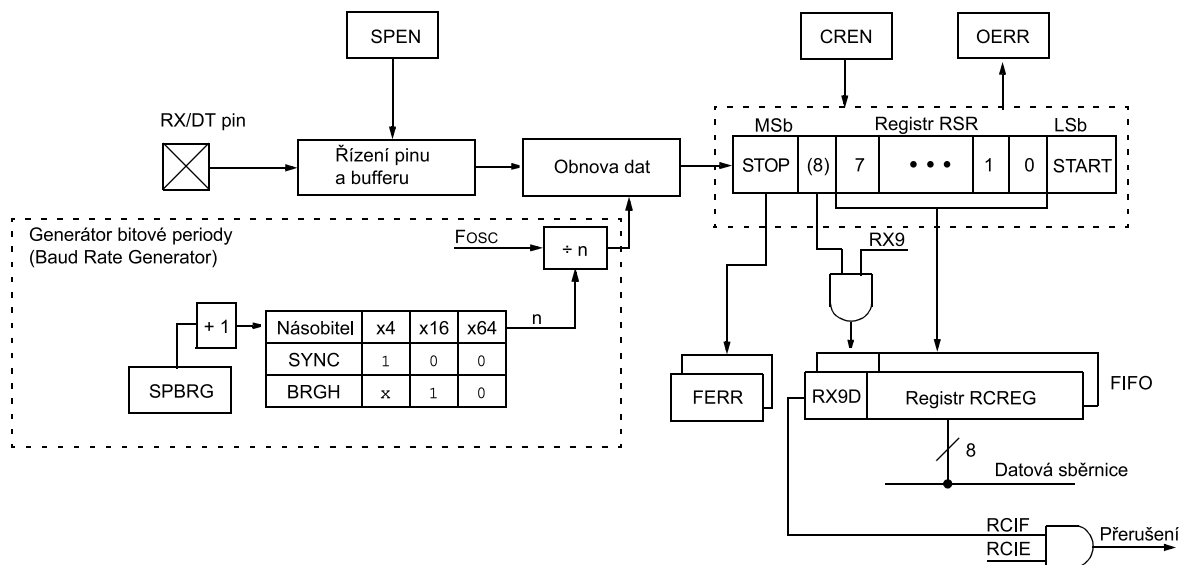 SPEN
CREN
OERR
RX/DT pin
MSb
Registr RSR
LSb
Řízení pinu
a bufferu
Obnova dat
STOP
(8)
7
• • •
1
0
START
Generátor bitové periody
(Baud Rate Generator)
FOSC
÷ n
RX9
+ 1
Násobitel x4 x16 x64
SYNC 1 0 0
BRGH x 1 0
n
SPBRG
FERR
RX9D
Registr RCREG
FIFO
8
Datová sběrnice
RCIF
RCIE
Přerušení